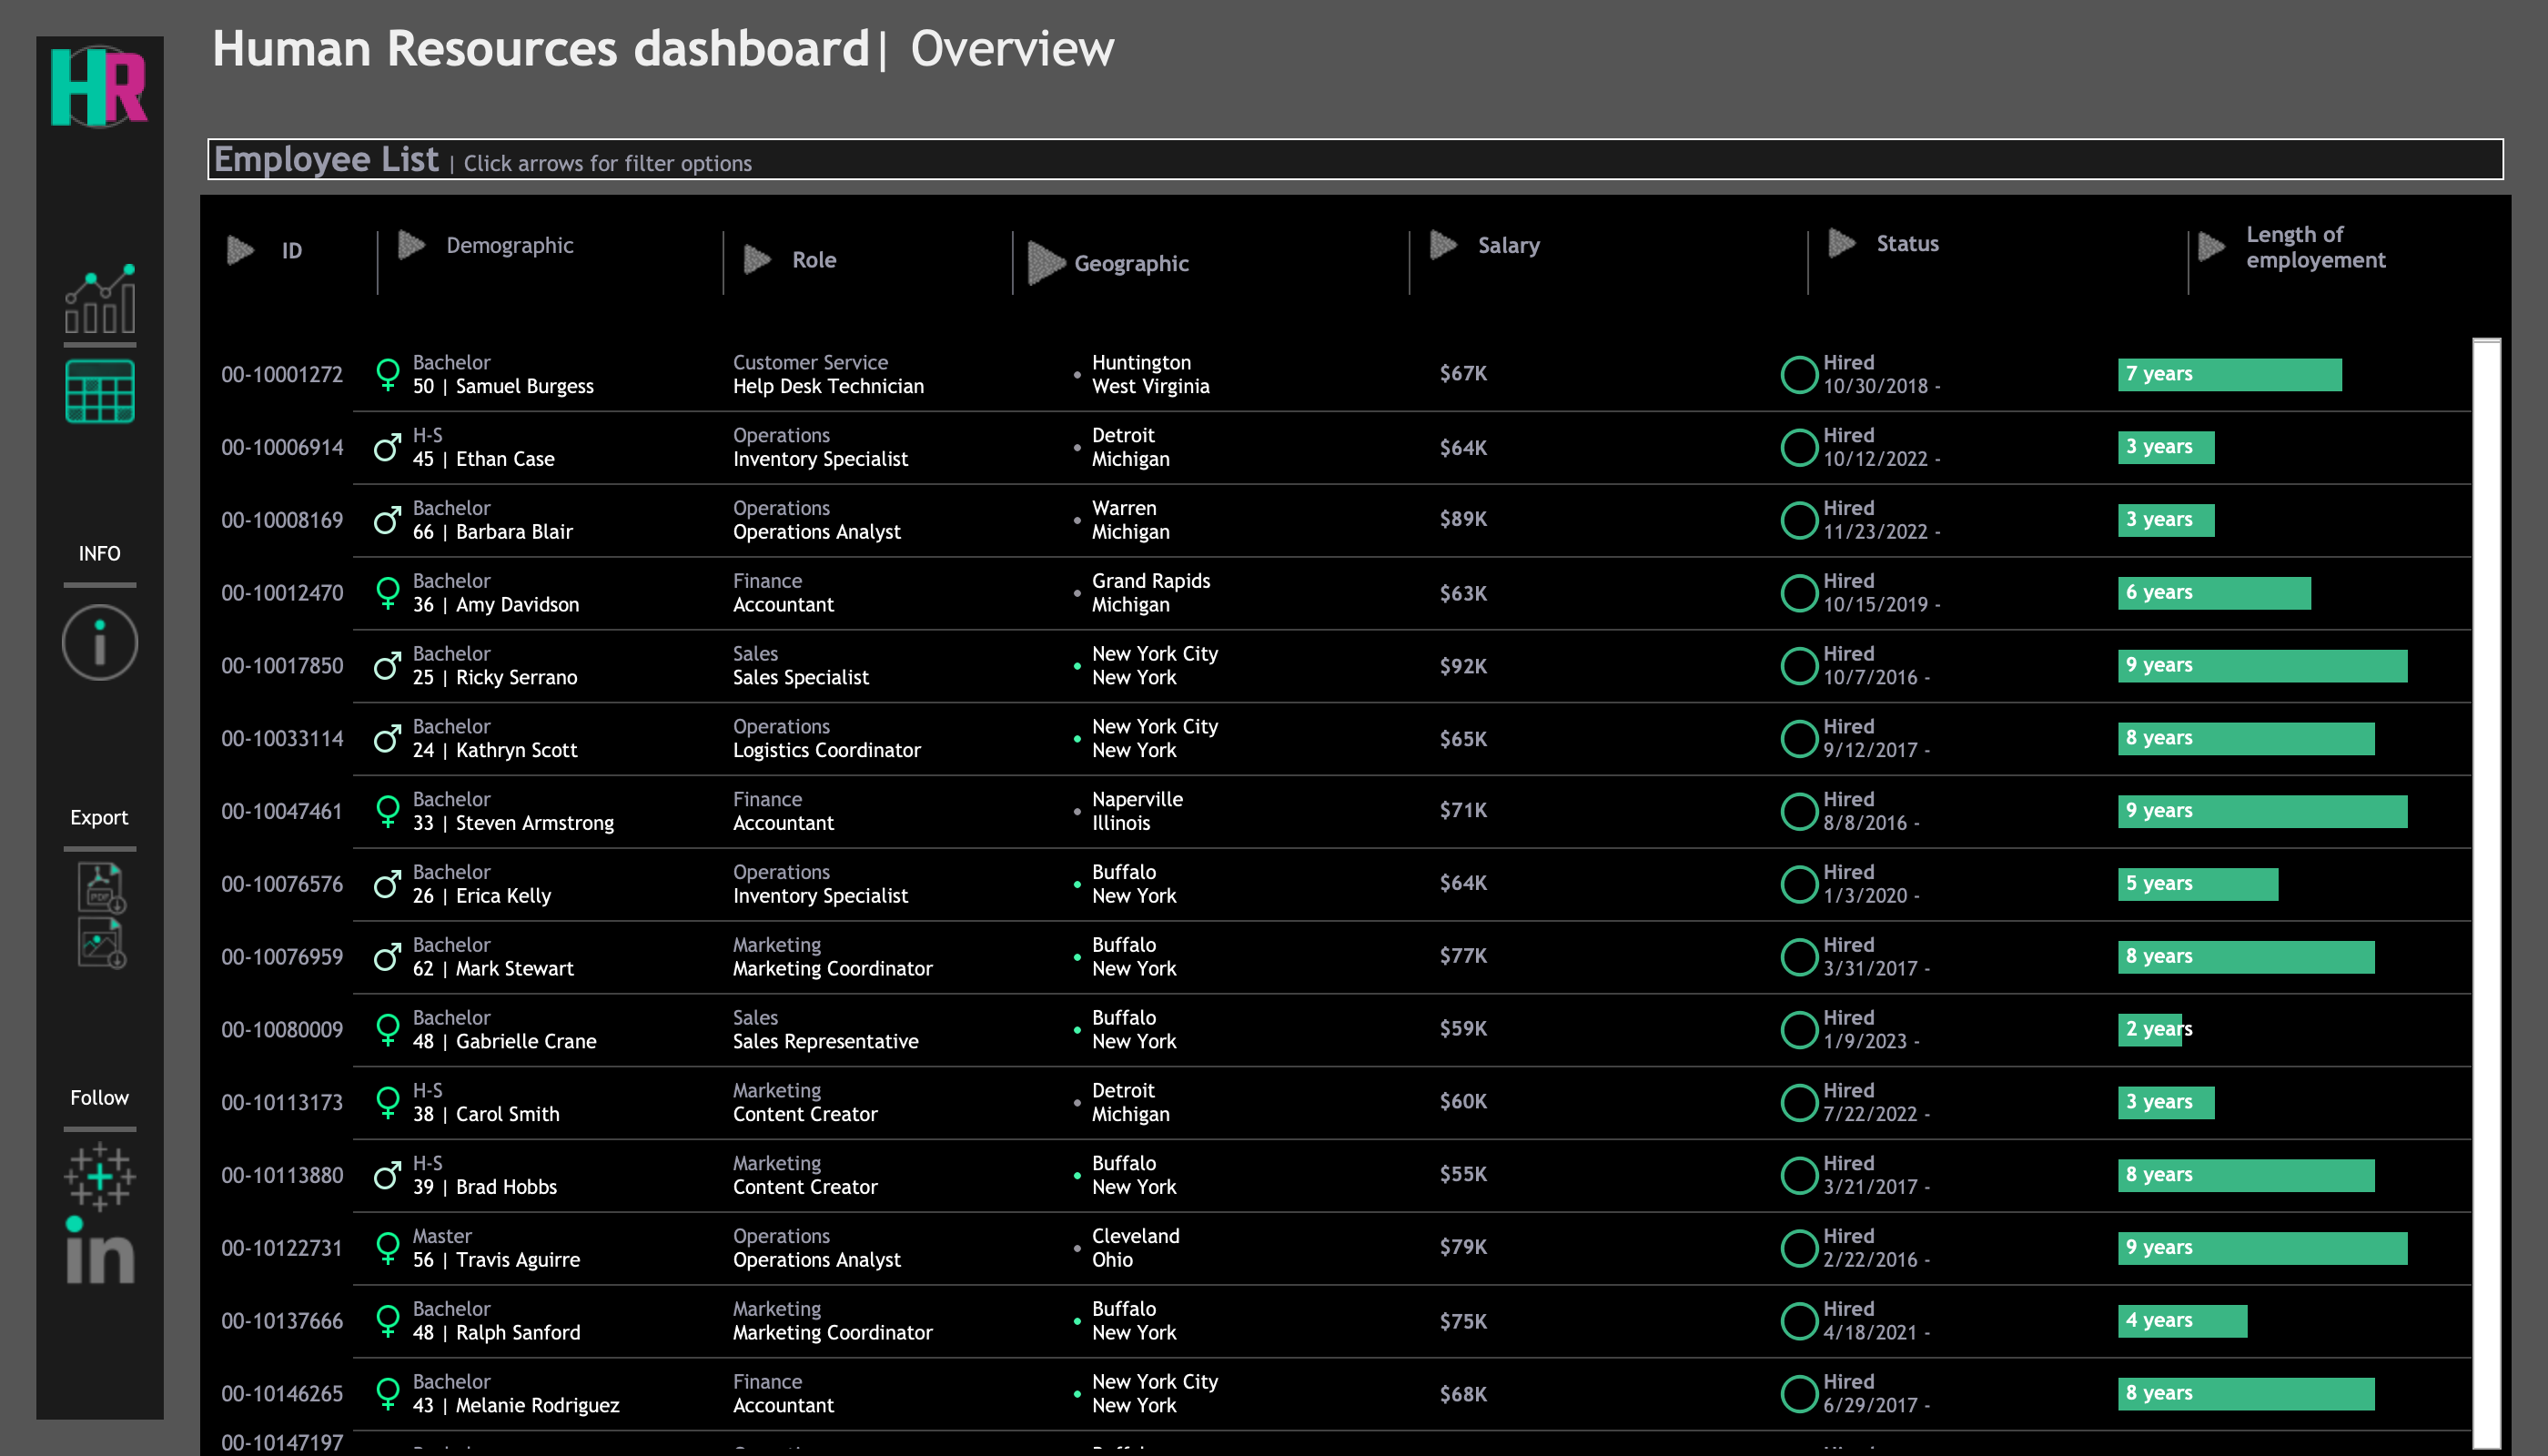 HR
Human Resources dashboard| Overview
Employee List | Click arrows for filter options
ID
Demographic
Role
Geographic
Salary
Status
Length of
employement
00-10001272
Bachelor
50 | Samuel Burgess
Customer Service
Help Desk Technician
Huntington
West Virginia
$67K
Hired
10/30/2018 -
7 years
00-10006914
H-S
45 | Ethan Case
Operations
Inventory Specialist
Detroit
Michigan
$64K
Hired
10/12/2022 -
3 years
00-10008169
Bachelor
66 | Barbara Blair
Operations
Operations Analyst
Warren
Michigan
$89K
Hired
11/23/2022 -
3 years
00-10012470
Bachelor
36 | Amy Davidson
Finance
Accountant
Grand Rapids
Michigan
$63K
Hired
10/15/2019 -
6 years
00-10017850
Bachelor
25 | Ricky Serrano
Sales
Sales Specialist
New York City
New York
$92K
Hired
10/7/2016 -
9 years
00-10033114
Bachelor
24 | Kathryn Scott
Operations
Logistics Coordinator
New York City
New York
$65K
Hired
9/12/2017 -
8 years
00-10047461
Bachelor
33 | Steven Armstrong
Finance
Accountant
Naperville
Illinois
$71K
Hired
8/8/2016 -
9 years
00-10076576
Bachelor
26 | Erica Kelly
Operations
Inventory Specialist
Buffalo
New York
$64K
Hired
1/3/2020 -
5 years
00-10076959
Bachelor
62 | Mark Stewart
Marketing
Marketing Coordinator
Buffalo
New York
$77K
Hired
3/31/2017 -
8 years
00-10080009
Bachelor
48 | Gabrielle Crane
Sales
Sales Representative
Buffalo
New York
$59K
Hired
1/9/2023 -
2 years
00-10113173
H-S
38 | Carol Smith
Marketing
Content Creator
Detroit
Michigan
$60K
Hired
7/22/2022 -
3 years
00-10113880
H-S
39 | Brad Hobbs
Marketing
Content Creator
Buffalo
New York
$55K
Hired
3/21/2017 -
8 years
00-10122731
Master
56 | Travis Aguirre
Operations
Operations Analyst
Cleveland
Ohio
$79K
Hired
2/22/2016 -
9 years
00-10137666
Bachelor
48 | Ralph Sanford
Marketing
Marketing Coordinator
Buffalo
New York
$75K
Hired
4/18/2021 -
4 years
00-10146265
Bachelor
43 | Melanie Rodriguez
Finance
Accountant
New York City
New York
$68K
Hired
6/29/2017 -
8 years
00-10147197
INFO
i
Export
PDF
Follow
in